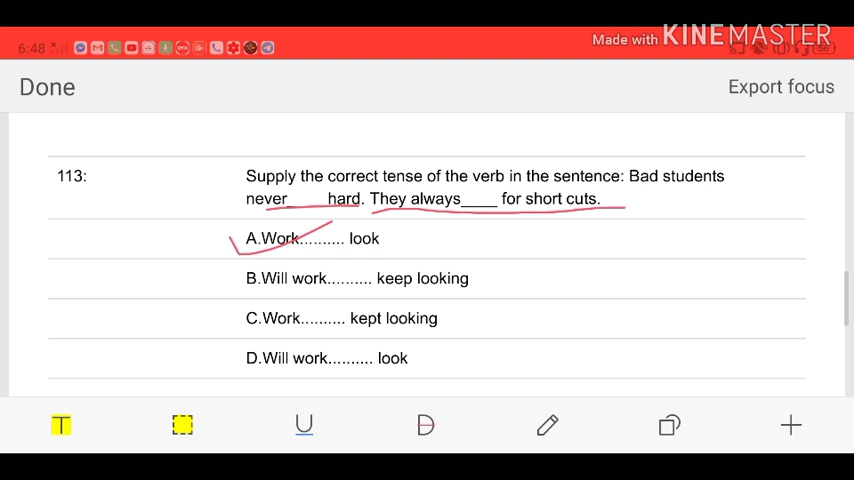 6:48
Made with KINEMASTER
Done
Export focus
113:
Supply the correct tense of the verb in the sentence: Bad students
never____ hard. They always____ for short cuts.
A.Work.......... look
B.Will work.......... keep looking
C.Work.......... kept looking
D.Will work.......... look